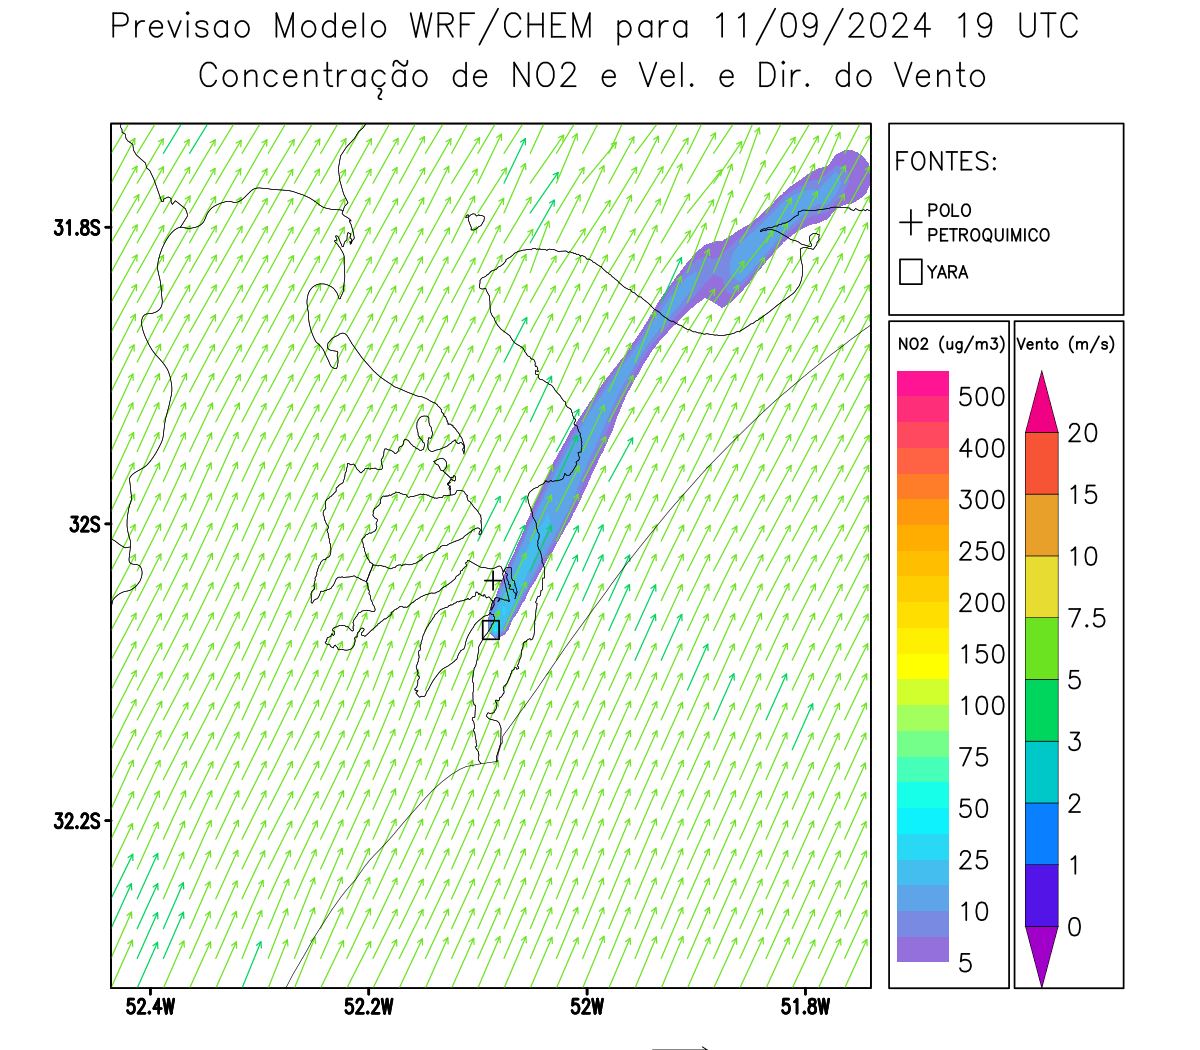 Previsao Modelo WRF/CHEM para 11/09/2024 19 UTC
Concentração de NO2 e Vel. e Dir. do Vento
FONTES:
POLO
PETROQUIMICO
YARA
NO2 (ug/m3)
500
400
300
250
200
150
100
75
50
25
10
5
Vento (m/s)
20
15
10
7.5
5
3
2
1
0
31.8S
32S
32.2S
52.4W 52.2W 52W 51.8W